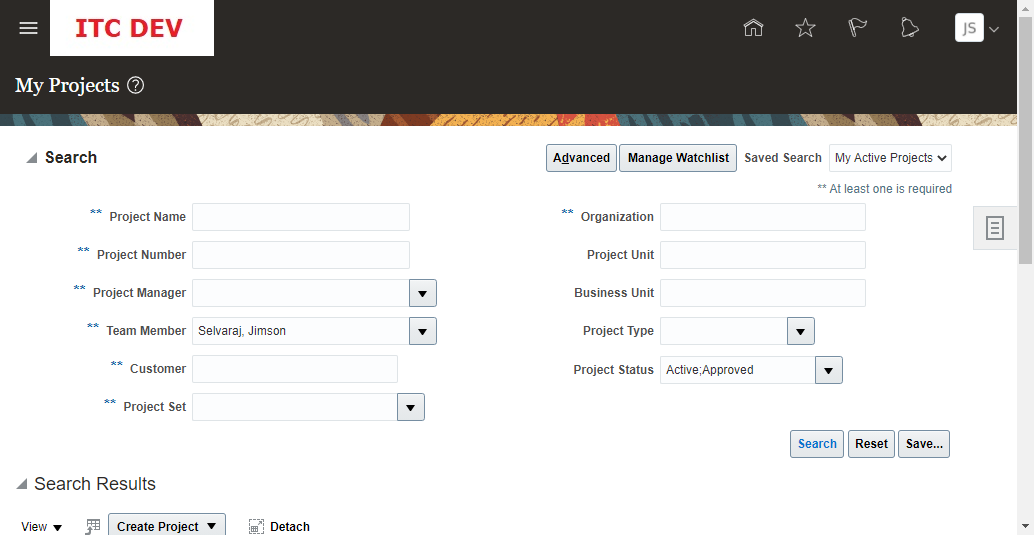 ITC DEV
JS
My Projects ?
Search
Advanced Manage Watchlist Saved Search My Active Projects
** At least one is required
** Project Name
** Organization
** Project Number
Project Unit
** Project Manager
Business Unit
** Team Member Selvaraj, Jimson
Project Type
** Customer
Project Status Active;Approved
** Project Set
Search Reset Save...
Search Results
View Create Project Detach